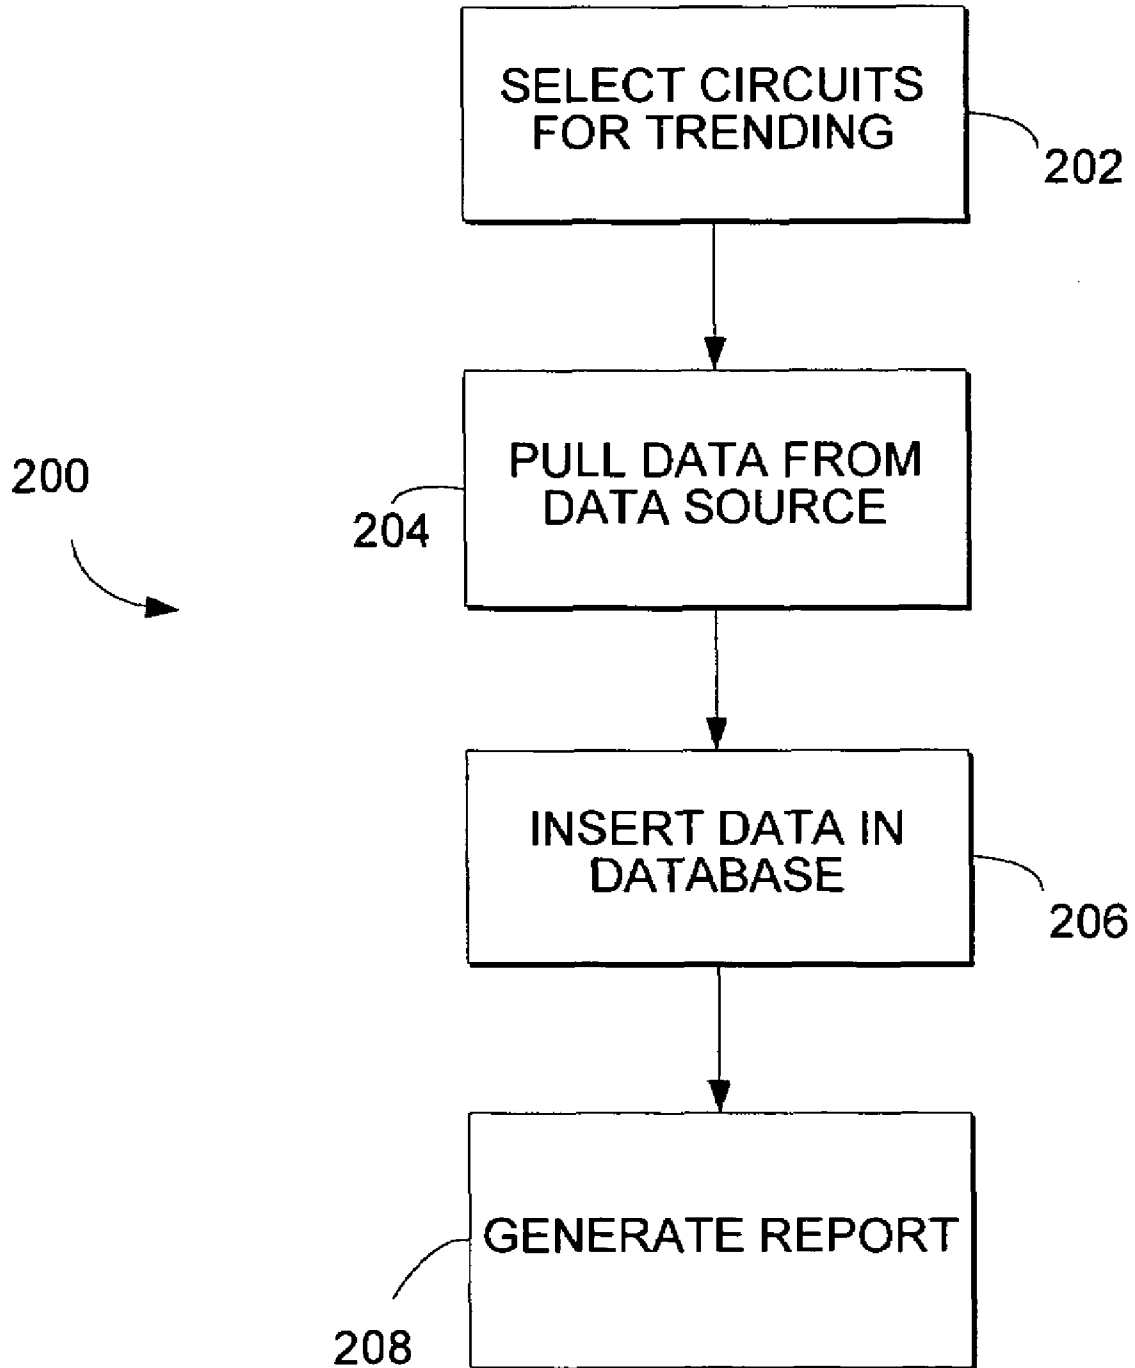 SELECT CIRCUITS
FOR TRENDING
202
200
PULL DATA FROM
DATA SOURCE
204
INSERT DATA IN
DATABASE
206
GENERATE REPORT
208